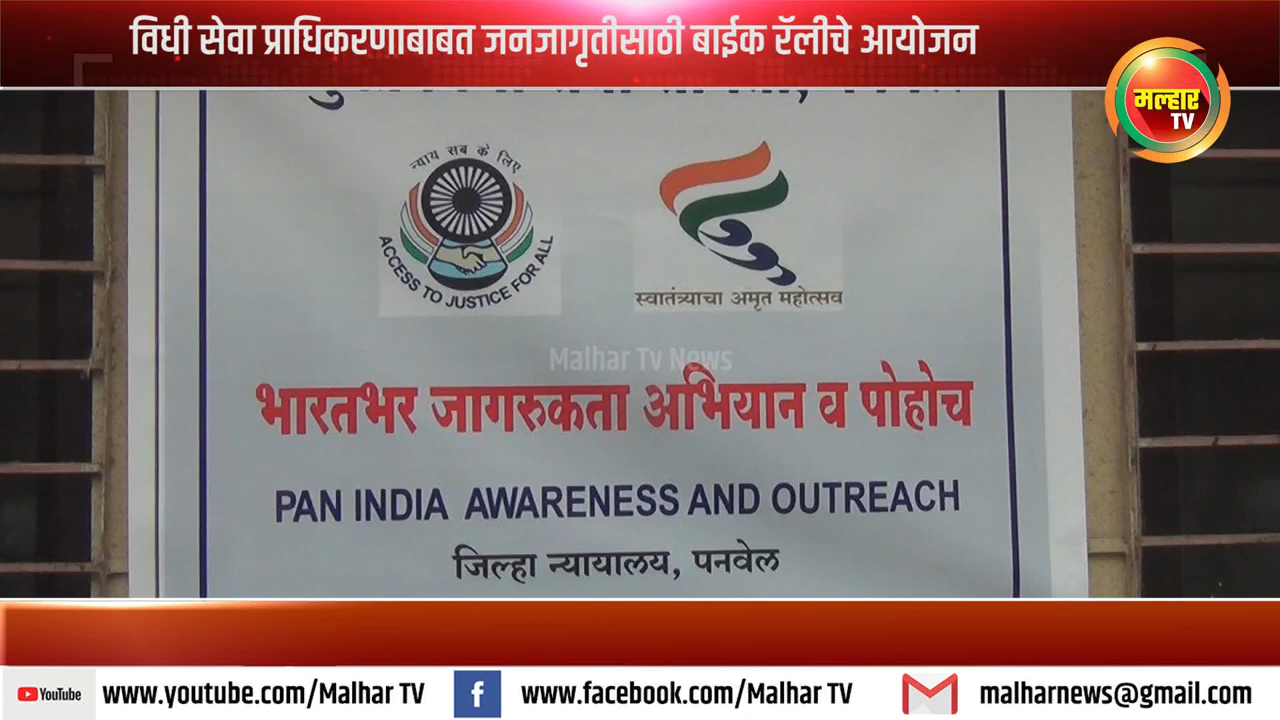 विधी सेवा प्राधिकरणाबाबत जनजागृतीसाठी बाईक रॅलीचे आयोजन
मल्हार
TV
न्याय सब के लिए
ACCESS TO JUSTICE FOR ALL
स्वातंत्र्याचा अमृत महोत्सव
Malhar Tv News
भारतभर जागरुकता अभियान व पोहोच
PAN INDIA AWARENESS AND OUTREACH
जिल्हा न्यायालय, पनवेल
YouTube www.youtube.com/Malhar TV f www.facebook.com/Malhar TV malharnews@gmail.com